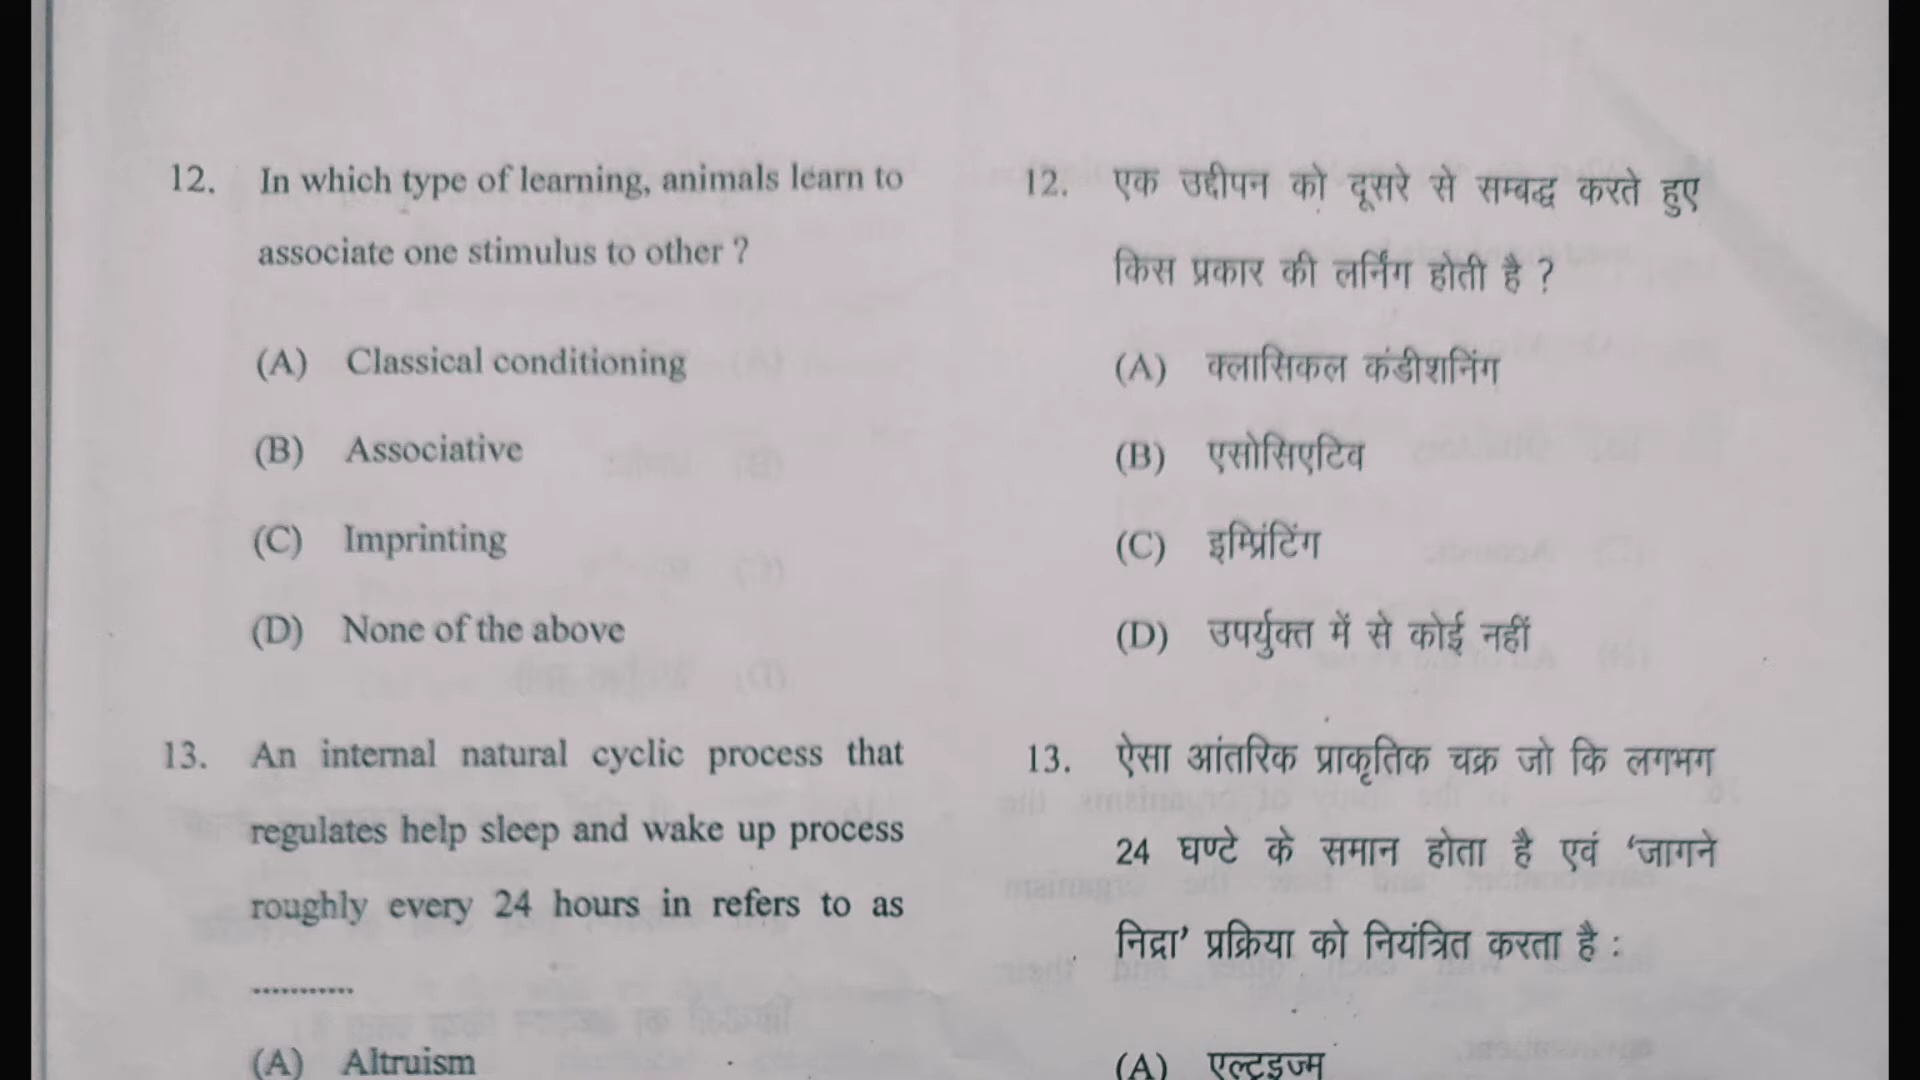 12. In which type of learning, animals learn to
associate one stimulus to other ?
(A) Classical conditioning
(B) Associative
(C) Imprinting
(D) None of the above
13. An internal natural cyclic process that
regulates help sleep and wake up process
roughly every 24 hours in refers to as
...........
(A) Altruism
12. एक उद्दीपन को दूसरे से सम्बद्ध करते हुए
किस प्रकार की लर्निंग होती है ?
(A) क्लासिकल कंडीशनिंग
(B) एसोसिएटिव
(C) इम्प्रिंटिंग
(D) उपर्युक्त में से कोई नहीं
13. ऐसा आंतरिक प्राकृतिक चक्र जो कि लगभग
24 घण्टे के समान होता है एवं ‘जागने
निद्रा’ प्रक्रिया को नियंत्रित करता है :
(A) एल्ट्रुइज्म